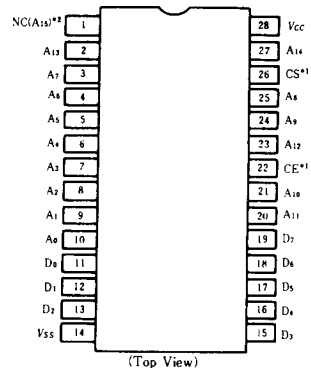 NC(A₁₅)*² 1 28 Vcc
A₁₃ 2 27 A₁₄
A₇ 3 26 CS*¹
A₆ 4 25 A₈
A₅ 5 24 A₉
A₄ 6 23 A₁₂
A₃ 7 22 CE*¹
A₂ 8 21 A₁₀
A₁ 9 20 A₁₁
A₀ 10 19 D₇
D₀ 11 18 D₆
D₁ 12 17 D₅
D₂ 13 16 D₄
Vss 14 15 D₃
(Top View)